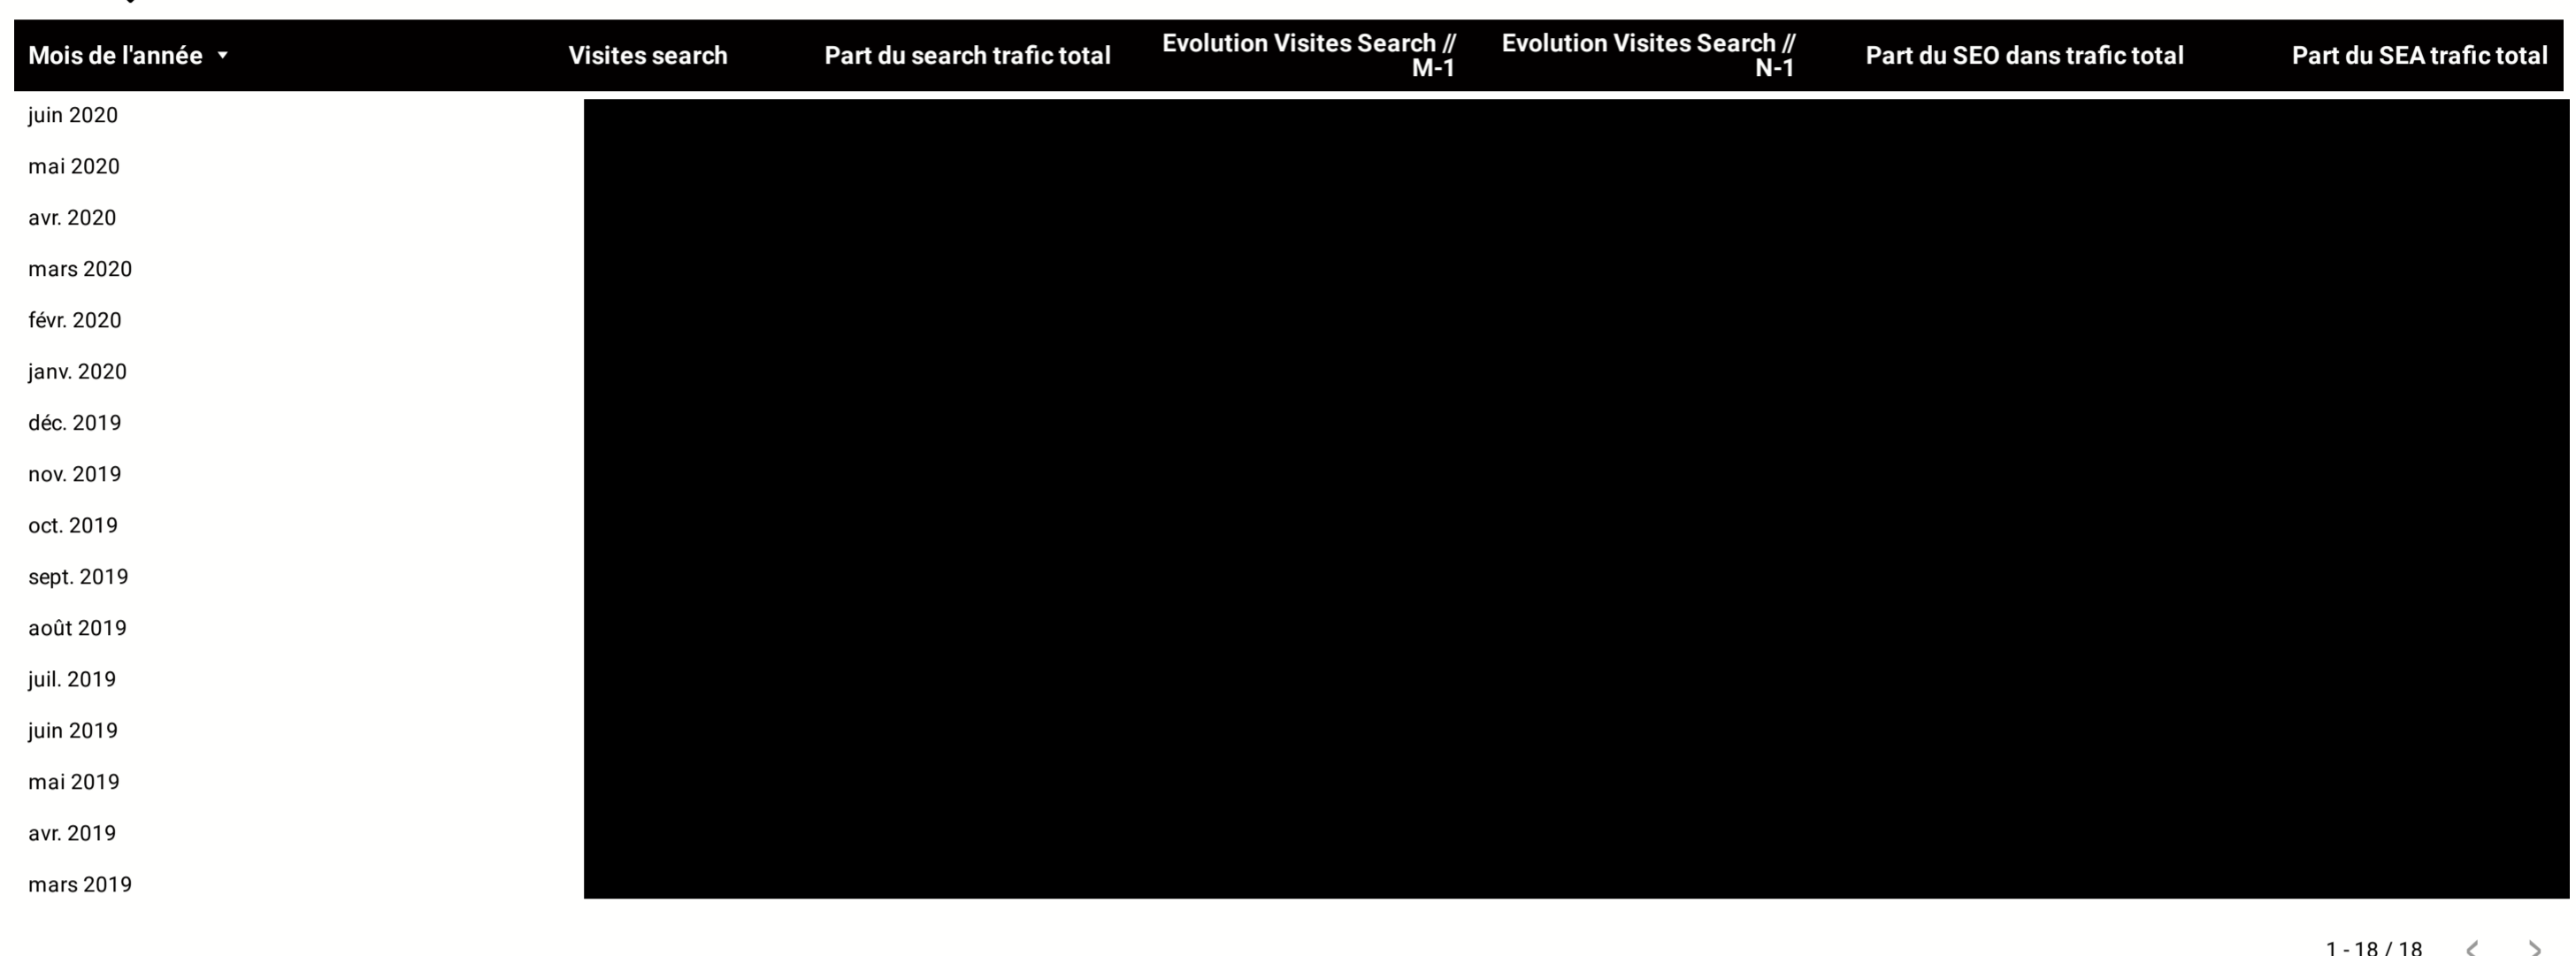 Mois de l'année Visites search Part du search trafic total Evolution Visites Search // M-1 Evolution Visites Search // N-1 Part du SEO dans trafic total Part du SEA trafic total
juin 2020
mai 2020
avr. 2020
mars 2020
févr. 2020
janv. 2020
déc. 2019
nov. 2019
oct. 2019
sept. 2019
août 2019
juil. 2019
juin 2019
mai 2019
avr. 2019
mars 2019
1 - 18 / 18